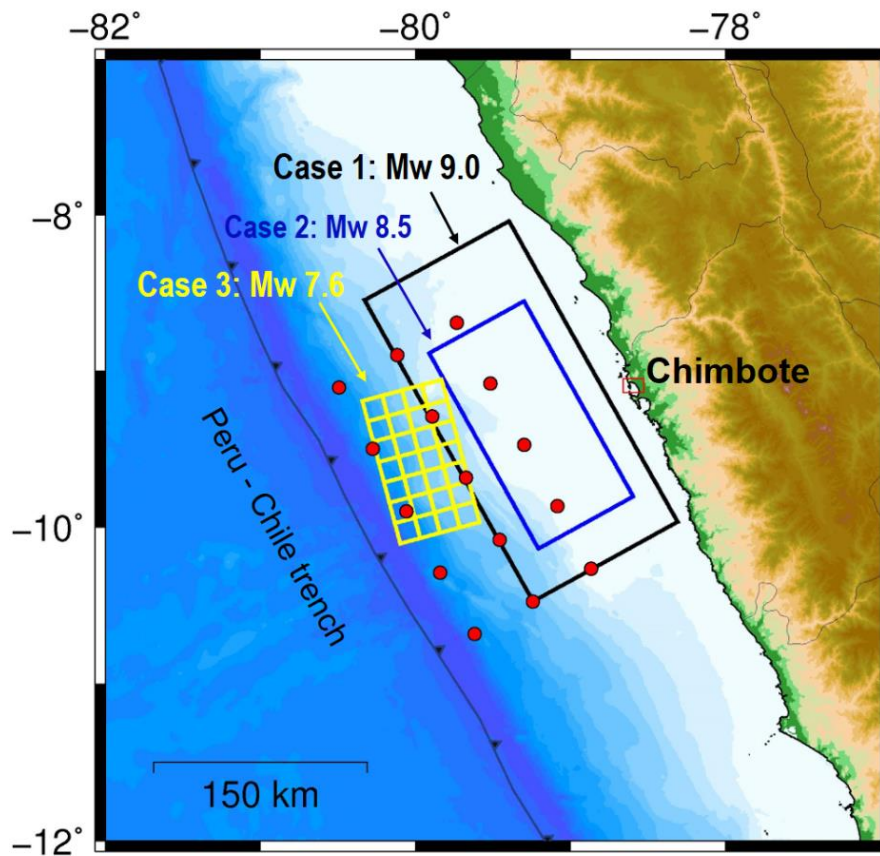 −82°
−80°
−78°
−8°
−10°
−12°
Case 1: Mw 9.0
Case 2: Mw 8.5
Case 3: Mw 7.6
Chimbote
Peru - Chile trench
150 km